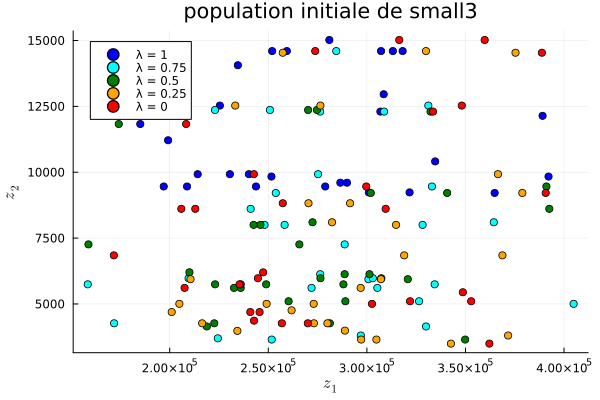 population initiale de small3
λ = 1
λ = 0.75
λ = 0.5
λ = 0.25
λ = 0
z₂
15000
12500
10000
7500
5000
2.00×10⁵ 2.50×10⁵ 3.00×10⁵ 3.50×10⁵ 4.00×10⁵
z₁